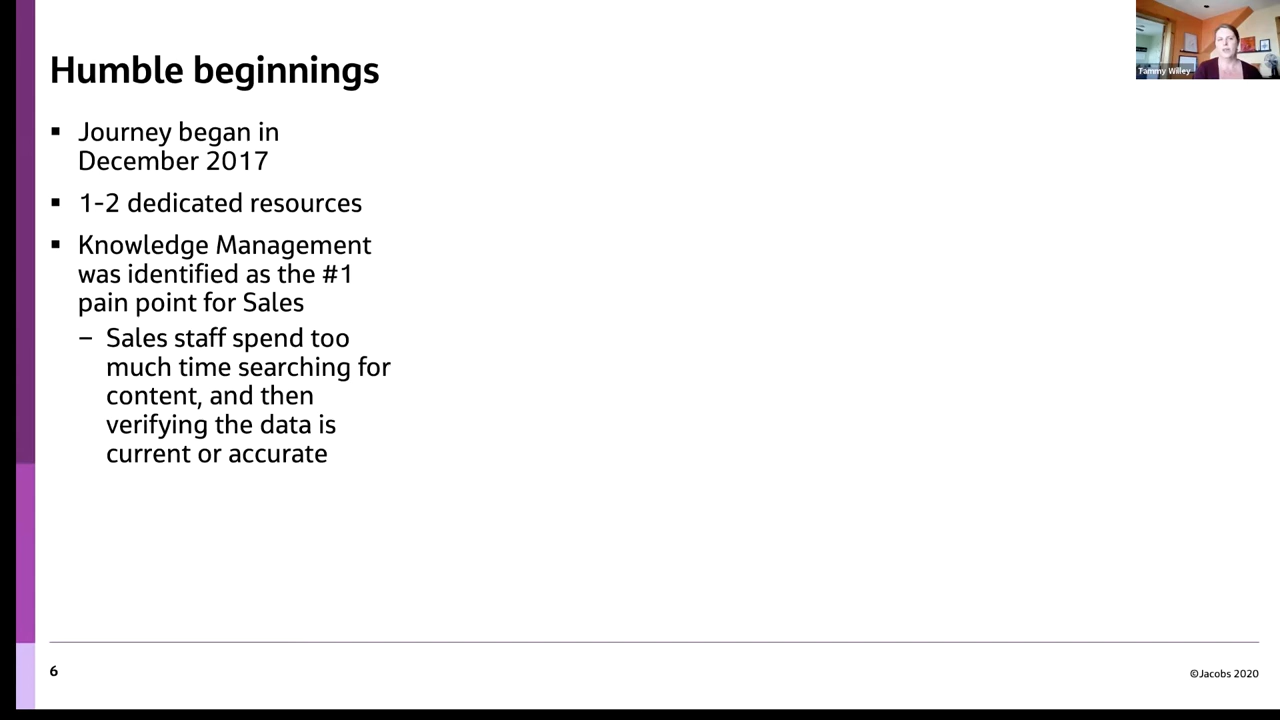 Humble beginnings
▪ Journey began in
December 2017
▪ 1-2 dedicated resources
▪ Knowledge Management
was identified as the #1
pain point for Sales
– Sales staff spend too
much time searching for
content, and then
verifying the data is
current or accurate
6
©Jacobs 2020
Tammy Willey